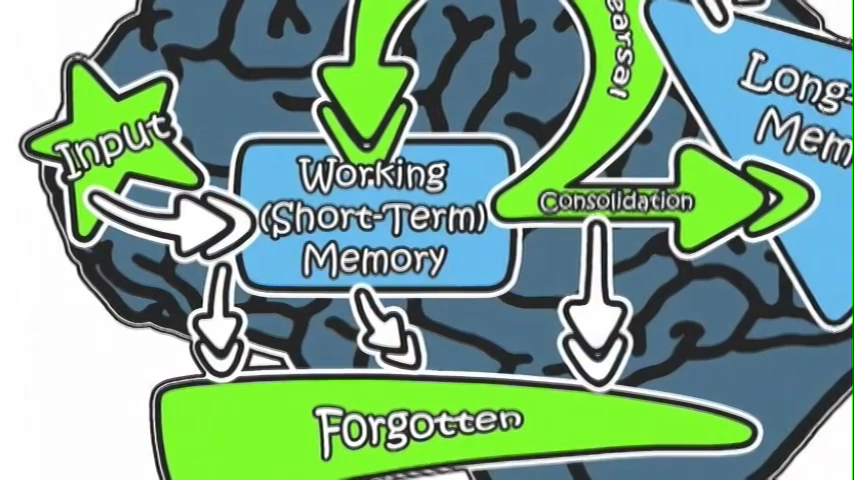 earsal
Long-
Mem
Input
Working
(Short-Term)
Memory
Consolidation
Forgotten